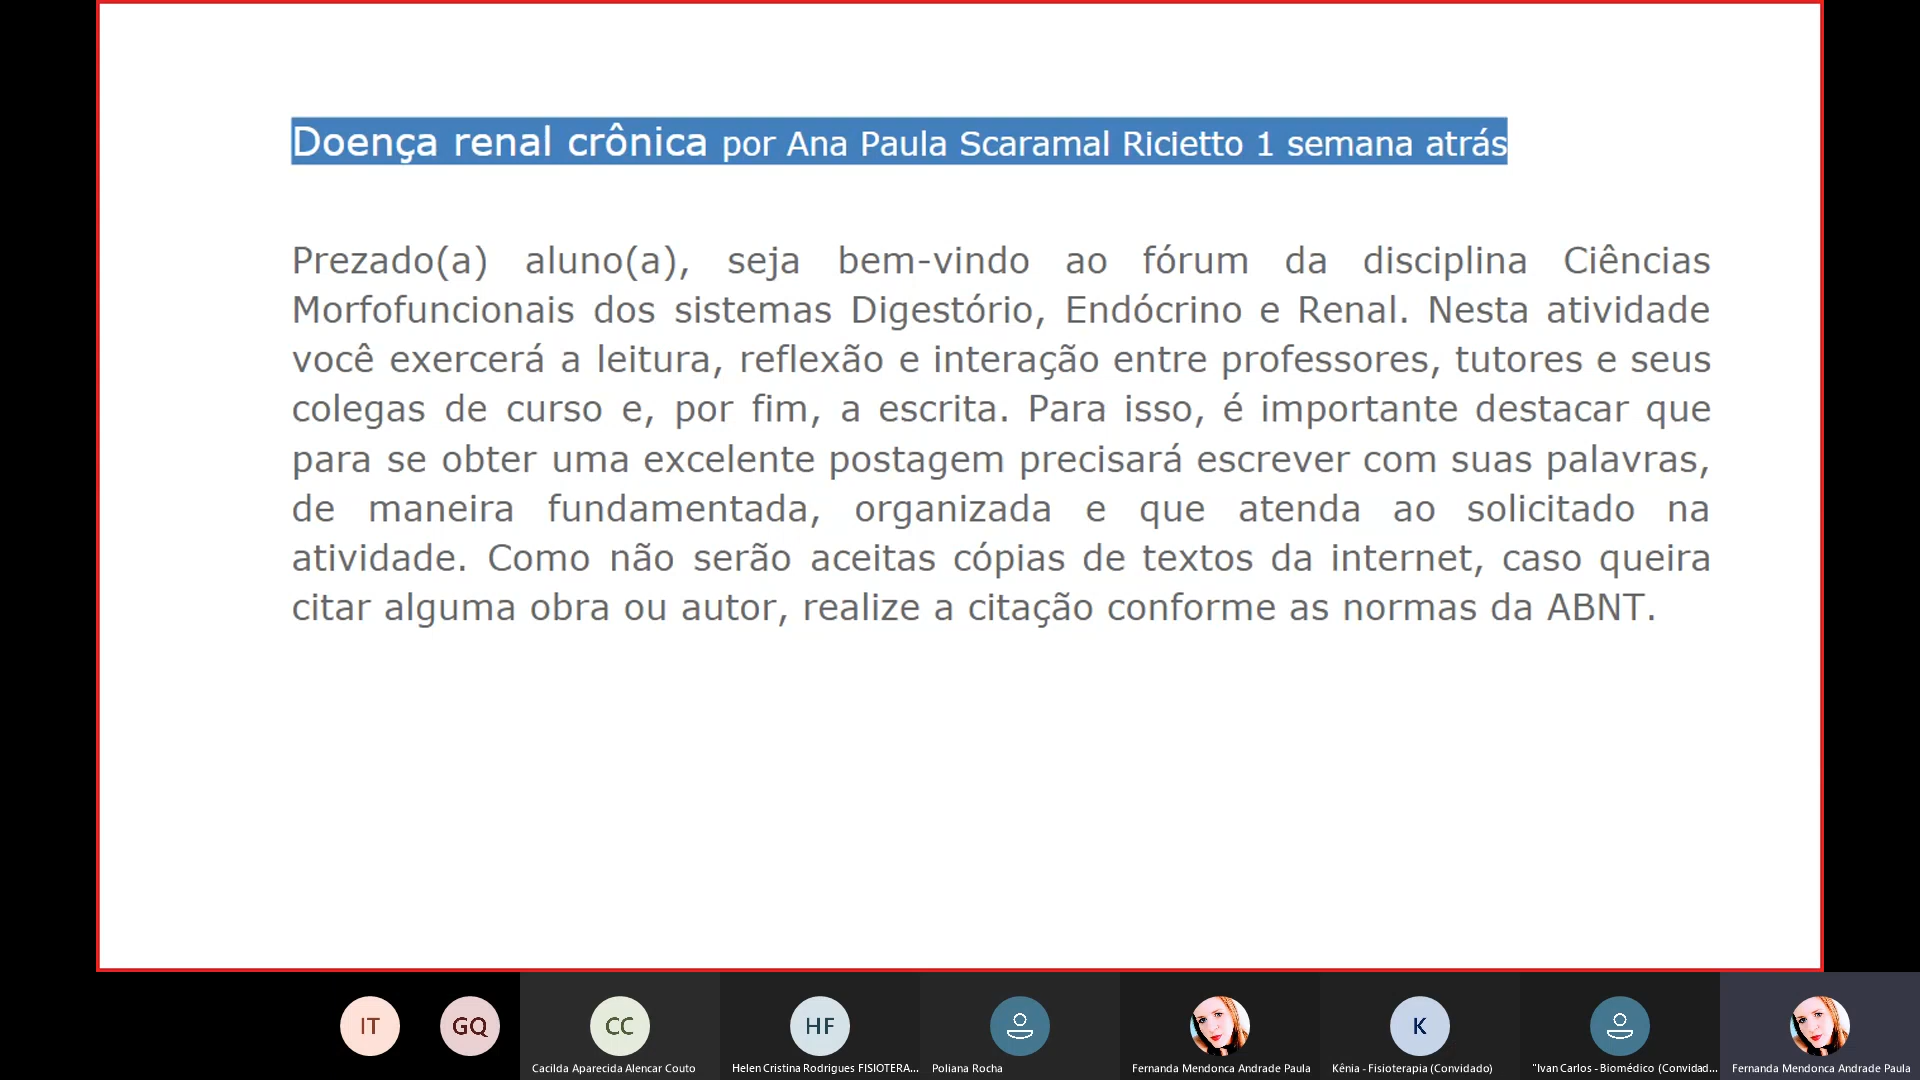 Doença renal crônica por Ana Paula Scaramal Ricietto 1 semana atrás
Prezado(a) aluno(a), seja bem-vindo ao fórum da disciplina Ciências
Morfofuncionais dos sistemas Digestório, Endócrino e Renal. Nesta atividade
você exercerá a leitura, reflexão e interação entre professores, tutores e seus
colegas de curso e, por fim, a escrita. Para isso, é importante destacar que
para se obter uma excelente postagem precisará escrever com suas palavras,
de maneira fundamentada, organizada e que atenda ao solicitado na
atividade. Como não serão aceitas cópias de textos da internet, caso queira
citar alguma obra ou autor, realize a citação conforme as normas da ABNT.
IT GQ CC HF K
Cacilda Aparecida Alencar Couto Helen Cristina Rodrigues FISIOTERA... Poliana Rocha Fernanda Mendonca Andrade Paula Kênia - Fisioterapia (Convidado) "Ivan Carlos - Biomédico (Convidad... Fernanda Mendonca Andrade Paula